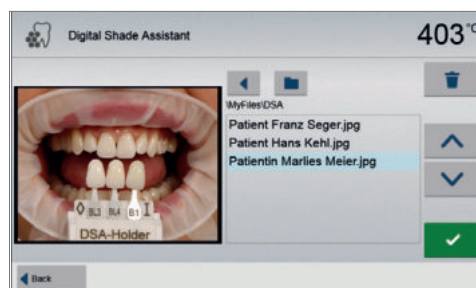 Digital Shade Assistant
403°C
\MyFiles\DSA
Patient Franz Seger.jpg
Patient Hans Kehl.jpg
Patientin Marlies Meier.jpg
BL3 BL4 B1
DSA-Holder
Back